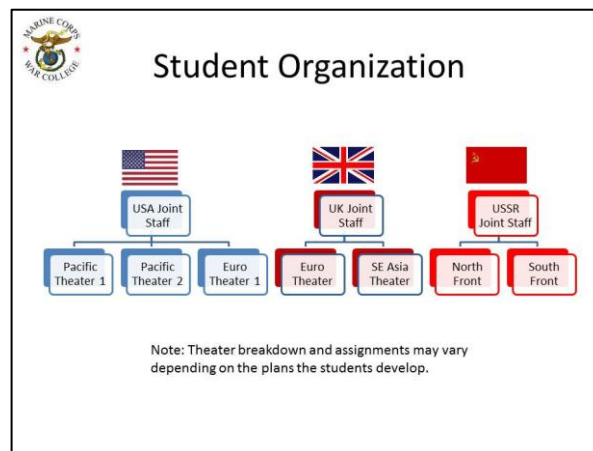 MARINE CORPS
WAR COLLEGE
Student Organization
USA Joint
Staff
UK Joint
Staff
USSR
Joint Staff
Pacific
Theater 1
Pacific
Theater 2
Euro
Theater 1
Euro
Theater
SE Asia
Theater
North
Front
South
Front
Note: Theater breakdown and assignments may vary
depending on the plans the students develop.